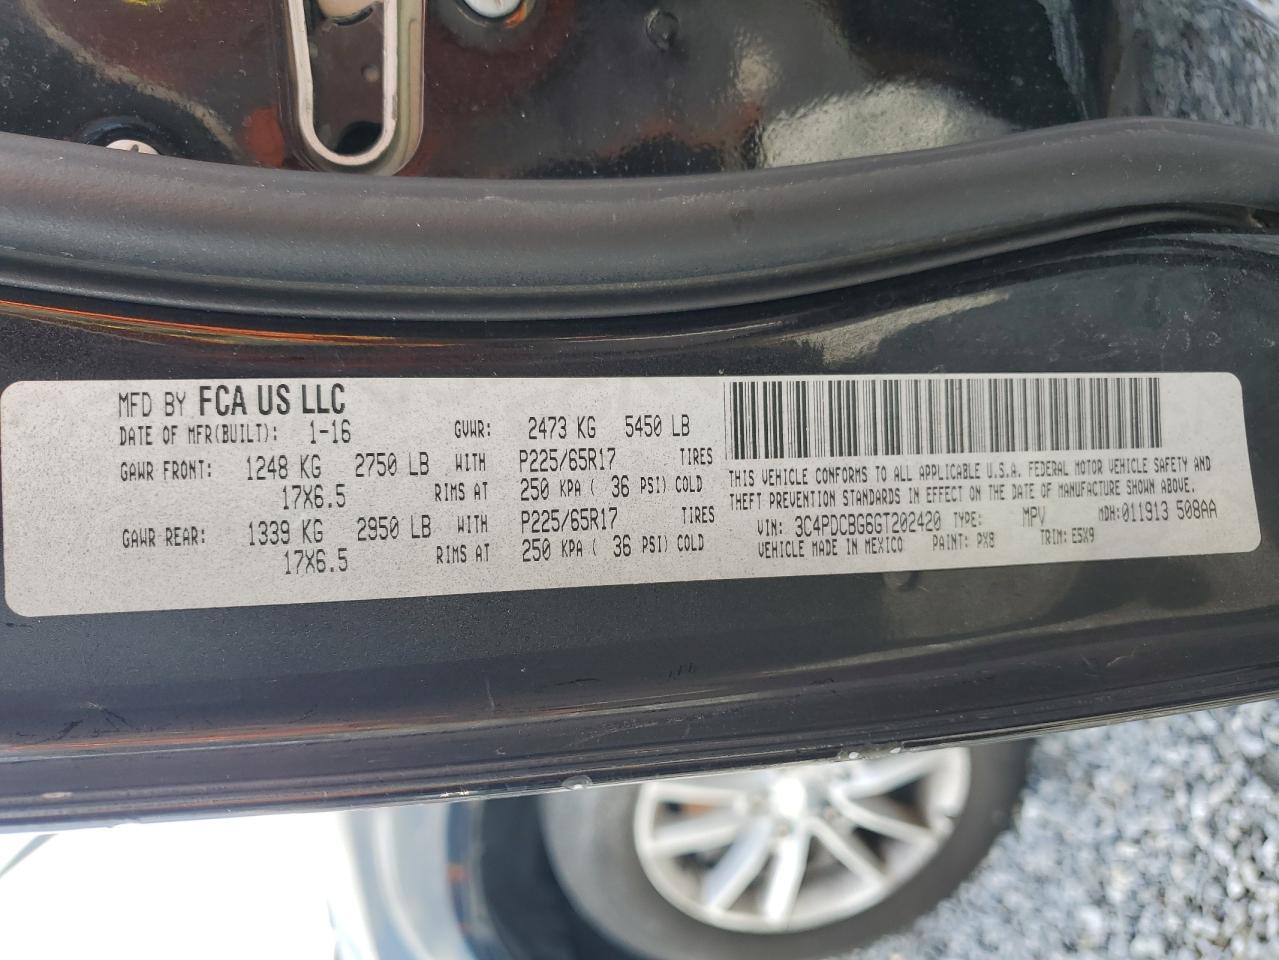 MFD BY FCA US LLC
DATE OF MFR(BUILT): 1-16 GVWR: 2473 KG 5450 LB
GAWR FRONT: 1248 KG 2750 LB WITH P225/65R17 TIRES
17X6.5 RIMS AT 250 KPA ( 36 PSI) COLD
GAWR REAR: 1339 KG 2950 LB WITH P225/65R17 TIRES
17X6.5 RIMS AT 250 KPA ( 36 PSI) COLD
THIS VEHICLE CONFORMS TO ALL APPLICABLE U.S.A. FEDERAL MOTOR VEHICLE SAFETY AND
THEFT PREVENTION STANDARDS IN EFFECT ON THE DATE OF MANUFACTURE SHOWN ABOVE.
VIN: 3C4PDCBG6GT202420 TYPE: MPV MDH: 011913 508AA
VEHICLE MADE IN MEXICO PAINT: PX8 TRIM: E5X9